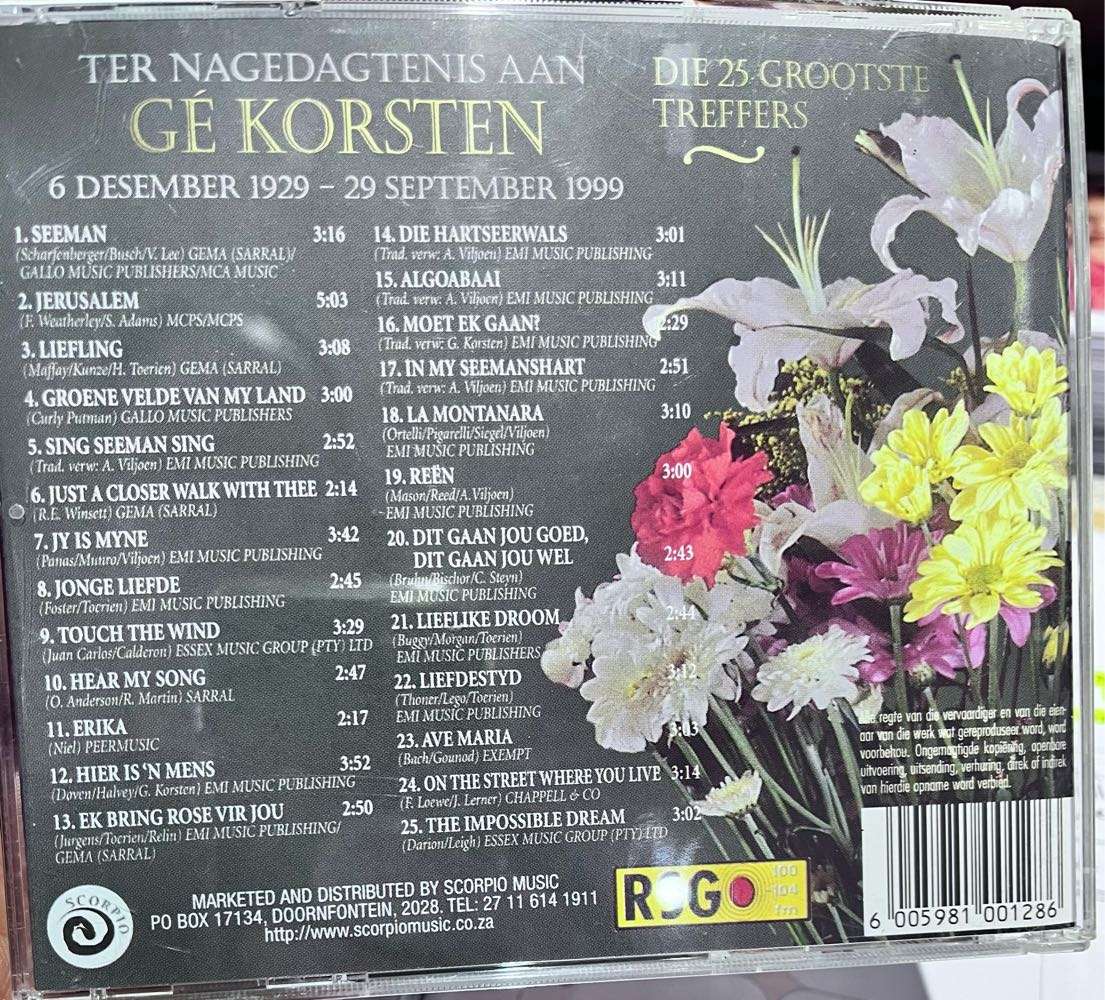 TER NAGEDAGTENIS AAN
GÉ KORSTEN
6 DESEMBER 1929 – 29 SEPTEMBER 1999
DIE 25 GROOTSTE
TREFFERS
1. SEEMAN 3:16
(Scharfenberger/Busch/V. Lee) GEMA (SARRAL)/
GALLO MUSIC PUBLISHERS/MCA MUSIC
2. JERUSALEM 5:03
(F. Weatherley/S. Adams) MCPS/MCPS
3. LIEFLING 3:08
(Maffay/Kunze/H. Toerien) GEMA (SARRAL)
4. GROENE VELDE VAN MY LAND 3:00
(Curly Putman) GALLO MUSIC PUBLISHERS
5. SING SEEMAN SING 2:52
(Trad. verw: A. Viljoen) EMI MUSIC PUBLISHING
6. JUST A CLOSER WALK WITH THEE 2:14
(R.E. Winsett) GEMA (SARRAL)
7. JY IS MYNE 3:42
(Panas/Munro/Viljoen) EMI MUSIC PUBLISHING
8. JONGE LIEFDE 2:45
(Foster/Toerien) EMI MUSIC PUBLISHING
9. TOUCH THE WIND 3:29
(Juan Carlos/Calderon) ESSEX MUSIC GROUP (PTY) LTD
10. HEAR MY SONG 2:47
(O. Anderson/R. Martin) SARRAL
11. ERIKA 2:17
(Niel) PEERMUSIC
12. HIER IS 'N MENS 3:52
(Doven/Halvey/G. Korsten) EMI MUSIC PUBLISHING
13. EK BRING ROSE VIR JOU 2:50
(Jurgens/Toerien/Relin) EMI MUSIC PUBLISHING/
GEMA (SARRAL)
14. DIE HARTSEERWALS 3:01
(Trad. verw: A. Viljoen) EMI MUSIC PUBLISHING
15. ALGOABAAI 3:11
(Trad. verw: A. Viljoen) EMI MUSIC PUBLISHING
16. MOET EK GAAN? 2:29
(Trad. verw: G. Korsten) EMI MUSIC PUBLISHING
17. IN MY SEEMANSHART 2:51
(Trad. verw: A. Viljoen) EMI MUSIC PUBLISHING
18. LA MONTANARA 3:10
(Ortelli/Pigarelli/Siegel/Viljoen)
EMI MUSIC PUBLISHING
19. REËN 3:00
(Mason/Reed/A.Viljoen)
EMI MUSIC PUBLISHING
20. DIT GAAN JOU GOED,
DIT GAAN JOU WEL 2:43
(Bruhn/Bischor/C. Steyn)
EMI MUSIC PUBLISHING
21. LIEFLIKE DROOM 2:44
(Buggy/Morgan/Toerien)
EMI MUSIC PUBLISHERS
22. LIEFDESTYD 3:12
(Thoner/Lego/Toerien)
EMI MUSIC PUBLISHING
23. AVE MARIA 3:03
(Bach/Gounod) EXEMPT
24. ON THE STREET WHERE YOU LIVE 3:14
(F. Loewe/J. Lerner) CHAPPELL & CO
25. THE IMPOSSIBLE DREAM 3:02
(Darion/Leigh) ESSEX MUSIC GROUP (PTY) LTD
Alle regte van die vervaardiger en van die eien-
aar van die werk wat gereproduseer word, word
voorbehou. Ongemagtigde kopiëring, openbare
uitvoering, uitsending, verhuring, direk of indirek
van hierdie opname word verbied.
SCORPIO
MARKETED AND DISTRIBUTED BY SCORPIO MUSIC
PO BOX 17134, DOORNFONTEIN, 2028. TEL: 27 11 614 1911
http://www.scorpiomusic.co.za
RSG
100
-104
fm
6 005981 001286